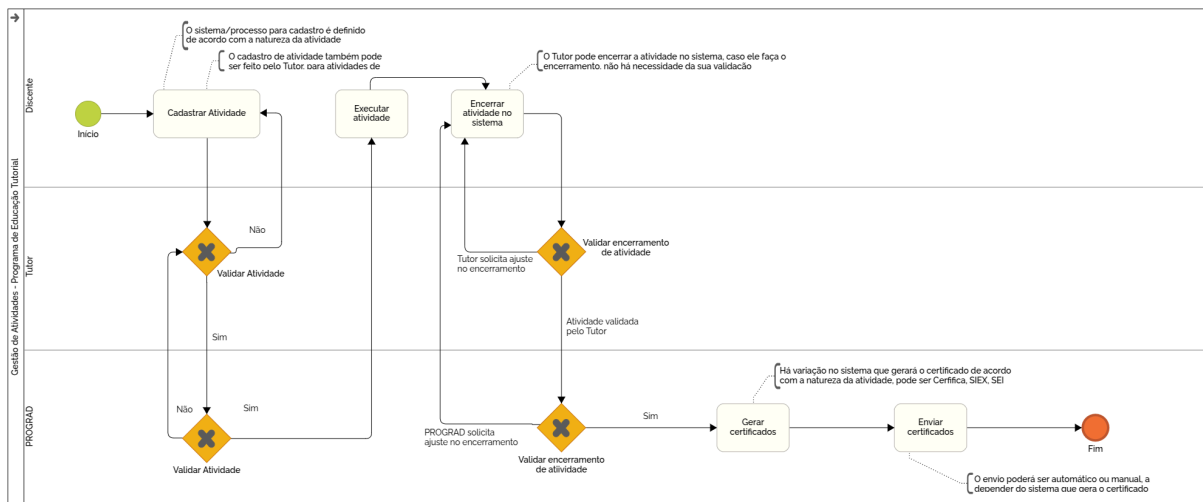 Gestão de Atividades - Programa de Educação Tutorial
Discente
O sistema/processo para cadastro é definido
de acordo com a natureza da atividade
O cadastro de atividade também pode
ser feito pelo Tutor, para atividades de
O Tutor pode encerrar a atividade no sistema, caso ele faça o
encerramento, não há necessidade da sua validação
Início
Cadastrar Atividade
Executar
atividade
Encerrar
atividade no
sistema
Tutor
Não
Validar Atividade
Sim
Validar encerramento
de atividade
Tutor solicita ajuste
no encerramento
Atividade validada
pelo Tutor
PROGRAD
Não
Sim
Validar Atividade
PROGRAD solicita
ajuste no encerramento
Validar encerramento
de atiividade
Sim
Há variação no sistema que gerará o certificado de acordo
com a natureza da atividade, pode ser Cerfifica, SIEX, SEI
Gerar
certificados
Enviar
certificados
Fim
O envio poderá ser automático ou manual, a
depender do sistema que gera o certificado